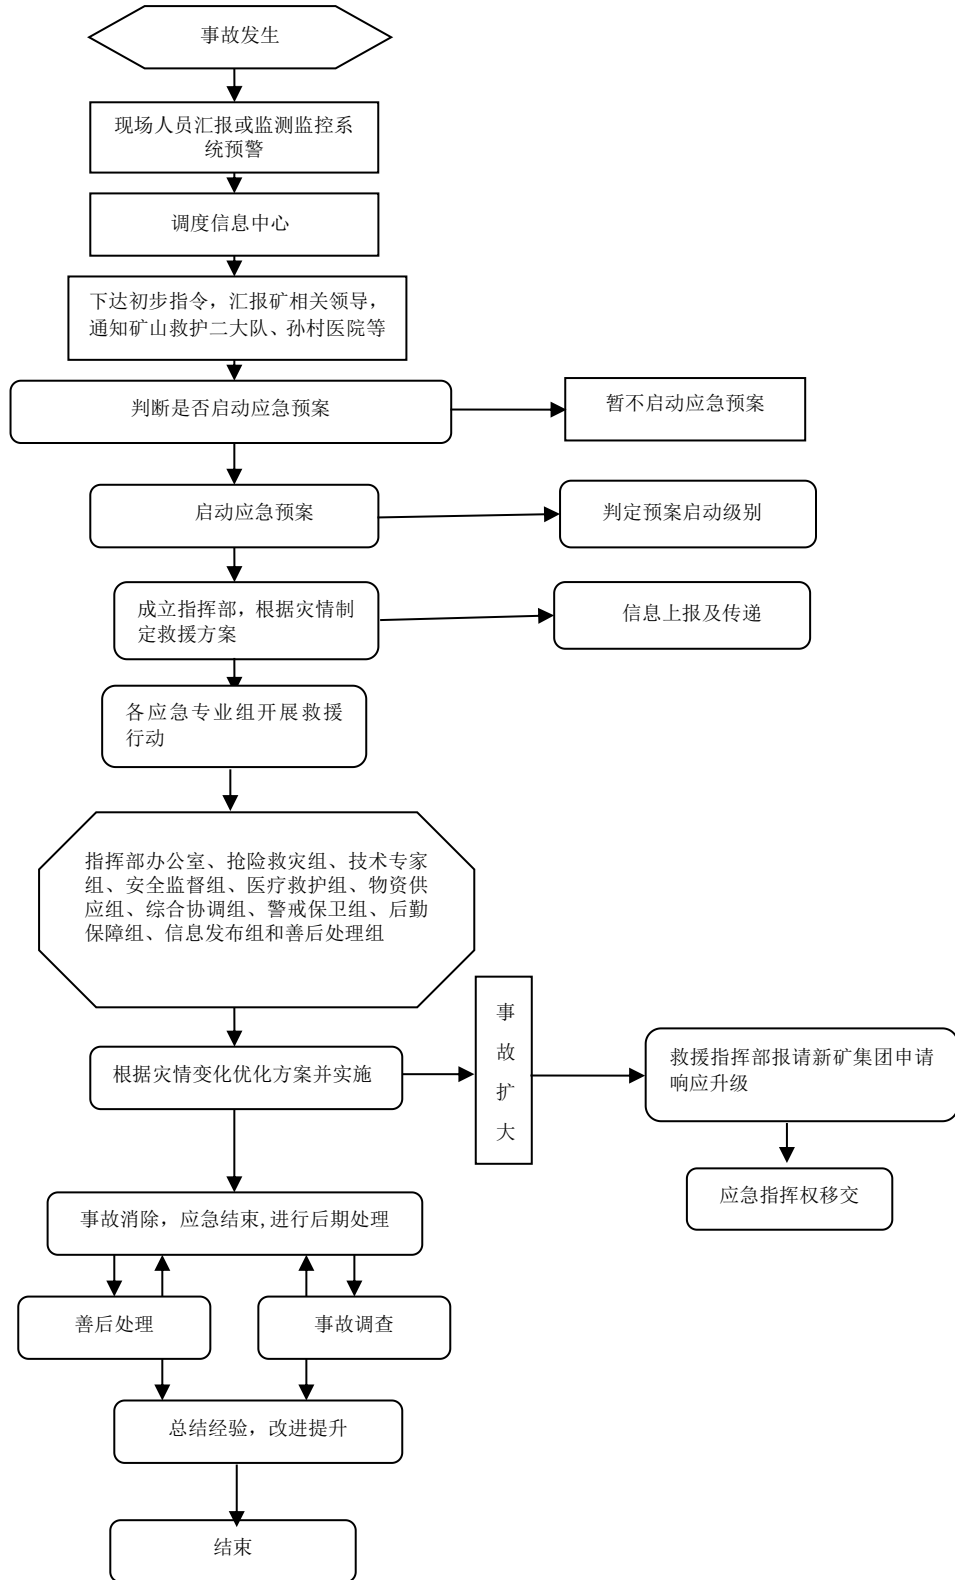 事故发生
现场人员汇报或监测监控系
统预警
调度信息中心
下达初步指令，汇报矿相关领导，
通知矿山救护二大队、孙村医院等
判断是否启动应急预案
暂不启动应急预案
启动应急预案
判定预案启动级别
成立指挥部，根据灾情制
定救援方案
信息上报及传递
各应急专业组开展救援
行动
指挥部办公室、抢险救灾组、技术专家
组、安全监督组、医疗救护组、物资供
应组、综合协调组、警戒保卫组、后勤
保障组、信息发布组和善后处理组
根据灾情变化优化方案并实施
事
故
扩
大
救援指挥部报请新矿集团申请
响应升级
应急指挥权移交
事故消除，应急结束,进行后期处理
善后处理
事故调查
总结经验，改进提升
结束